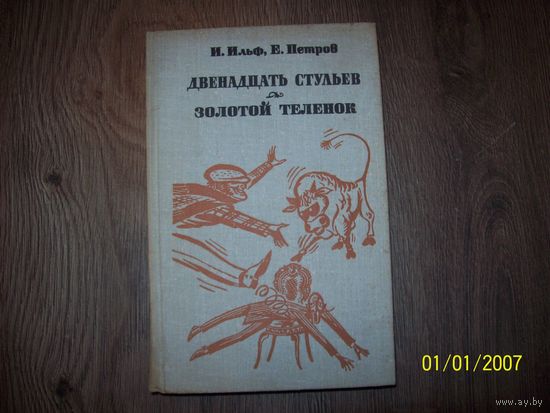 И. Ильф, Е. Петров
ДВЕНАДЦАТЬ СТУЛЬЕВ
ЗОЛОТОЙ ТЕЛЕНОК
01/01/2007
www.ay.by